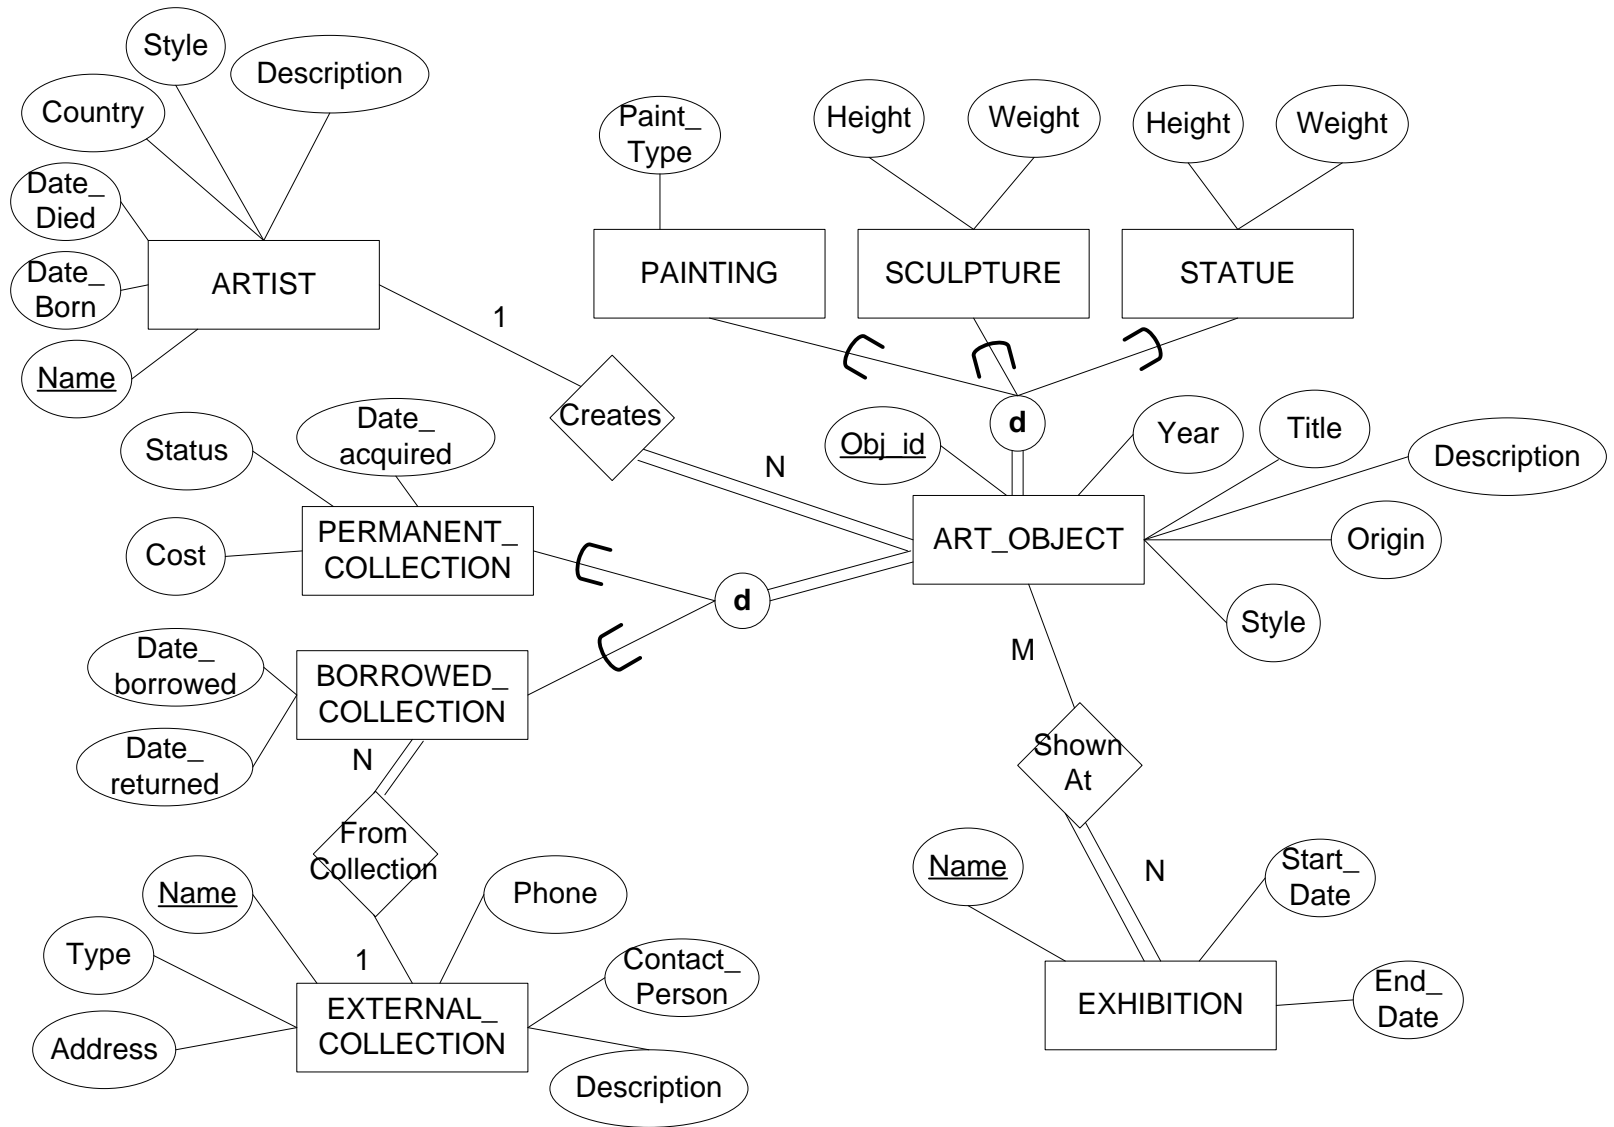 Style
Description
Country
Paint_
Type
Height
Weight
Height
Weight
Date_
Died
Date_
Born
ARTIST
PAINTING
SCULPTURE
STATUE
1
Name
Creates
Status
Date_
acquired
N
Obj_id
d
Year
Title
Description
PERMANENT_
COLLECTION
Cost
ART_OBJECT
Origin
d
Style
M
Date_
borrowed
BORROWED_
COLLECTION
Date_
returned
N
Shown
At
From
Collection
Name
Phone
Name
N
Start_
Date
Type
1
Contact_
Person
Address
EXTERNAL_
COLLECTION
EXHIBITION
End_
Date
Description